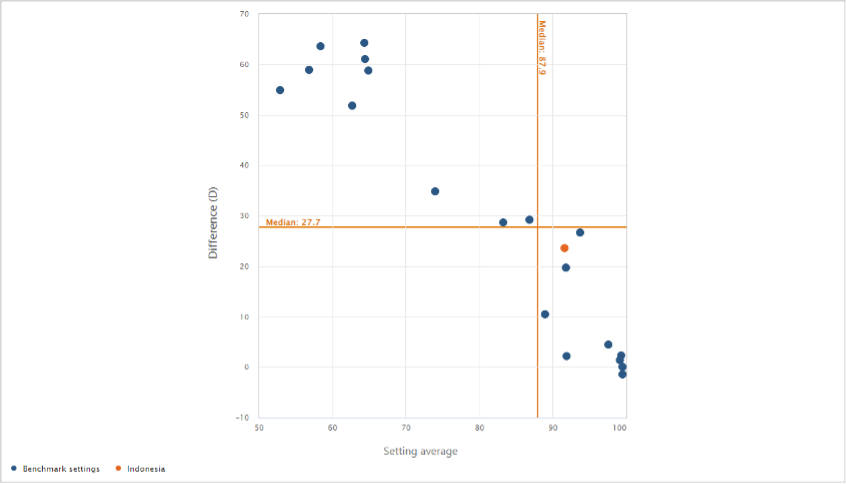 70
60
50
40
30
20
10
0
-10
Difference (D)
Median: 87.9
Median: 27.7
50 60 70 80 90 100
Setting average
Benchmark settings Indonesia